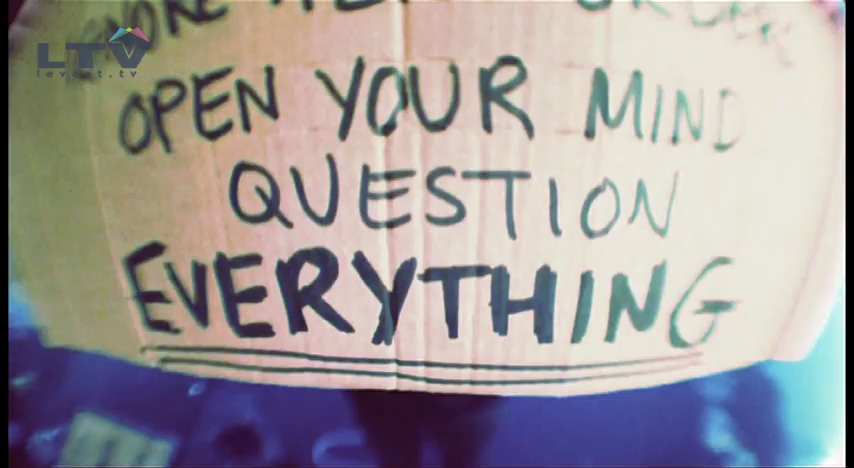 LTV
levant.tv
OPEN YOUR MIND
QUESTION
EVERYTHING